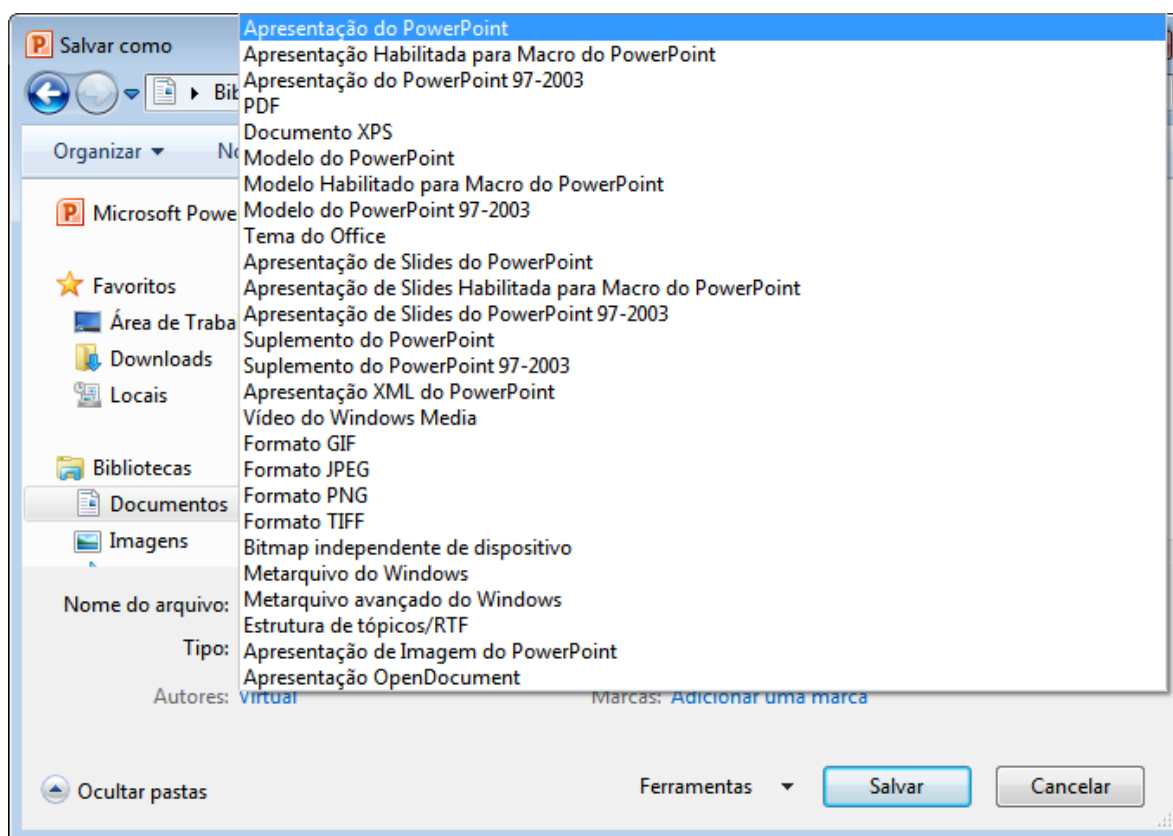 Salvar como
Bib
Organizar
No
Microsoft Powe
Favoritos
Área de Traba
Downloads
Locais
Bibliotecas
Documentos
Imagens
Apresentação do PowerPoint
Apresentação Habilitada para Macro do PowerPoint
Apresentação do PowerPoint 97-2003
PDF
Documento XPS
Modelo do PowerPoint
Modelo Habilitado para Macro do PowerPoint
Modelo do PowerPoint 97-2003
Tema do Office
Apresentação de Slides do PowerPoint
Apresentação de Slides Habilitada para Macro do PowerPoint
Apresentação de Slides do PowerPoint 97-2003
Suplemento do PowerPoint
Suplemento do PowerPoint 97-2003
Apresentação XML do PowerPoint
Vídeo do Windows Media
Formato GIF
Formato JPEG
Formato PNG
Formato TIFF
Bitmap independente de dispositivo
Metarquivo do Windows
Metarquivo avançado do Windows
Estrutura de tópicos/RTF
Apresentação de Imagem do PowerPoint
Apresentação OpenDocument
Nome do arquivo:
Tipo:
Autores: Virtual
Marcas: Adicionar uma marca
Ocultar pastas
Ferramentas
Salvar
Cancelar